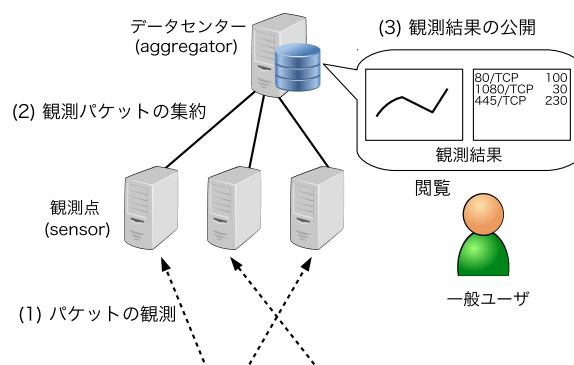 データセンター
(aggregator)
(3) 観測結果の公開
80/TCP 100
1080/TCP 30
445/TCP 230
観測結果
(2) 観測パケットの集約
閲覧
観測点
(sensor)
一般ユーザ
(1) パケットの観測